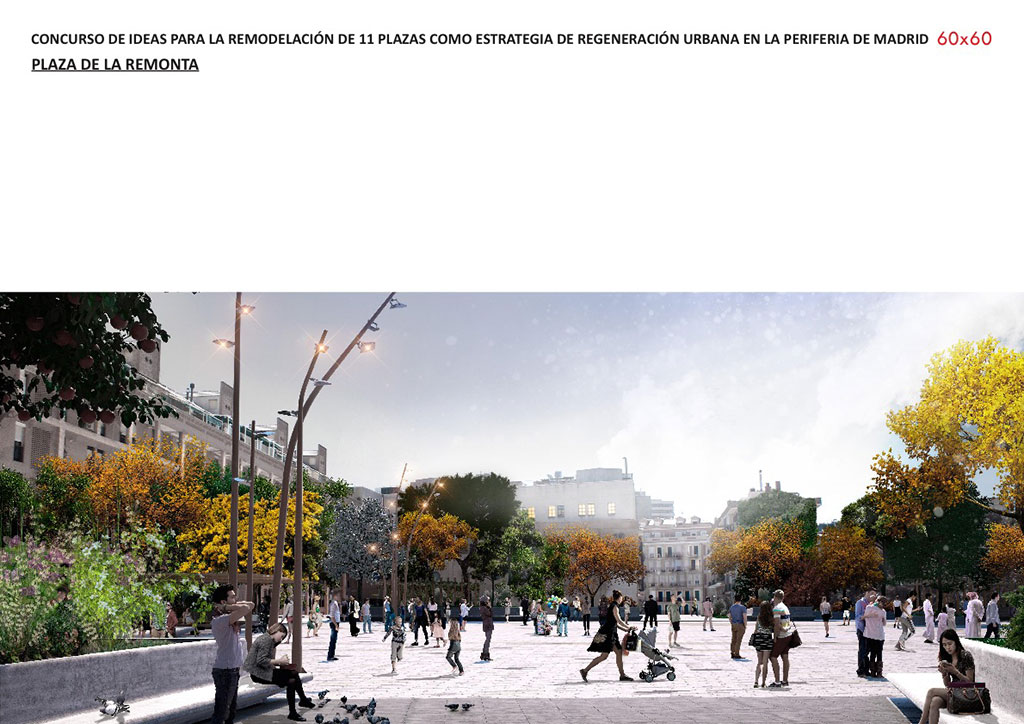 CONCURSO DE IDEAS PARA LA REMODELACIÓN DE 11 PLAZAS COMO ESTRATEGIA DE REGENERACIÓN URBANA EN LA PERIFERIA DE MADRID 60x60
PLAZA DE LA REMONTA